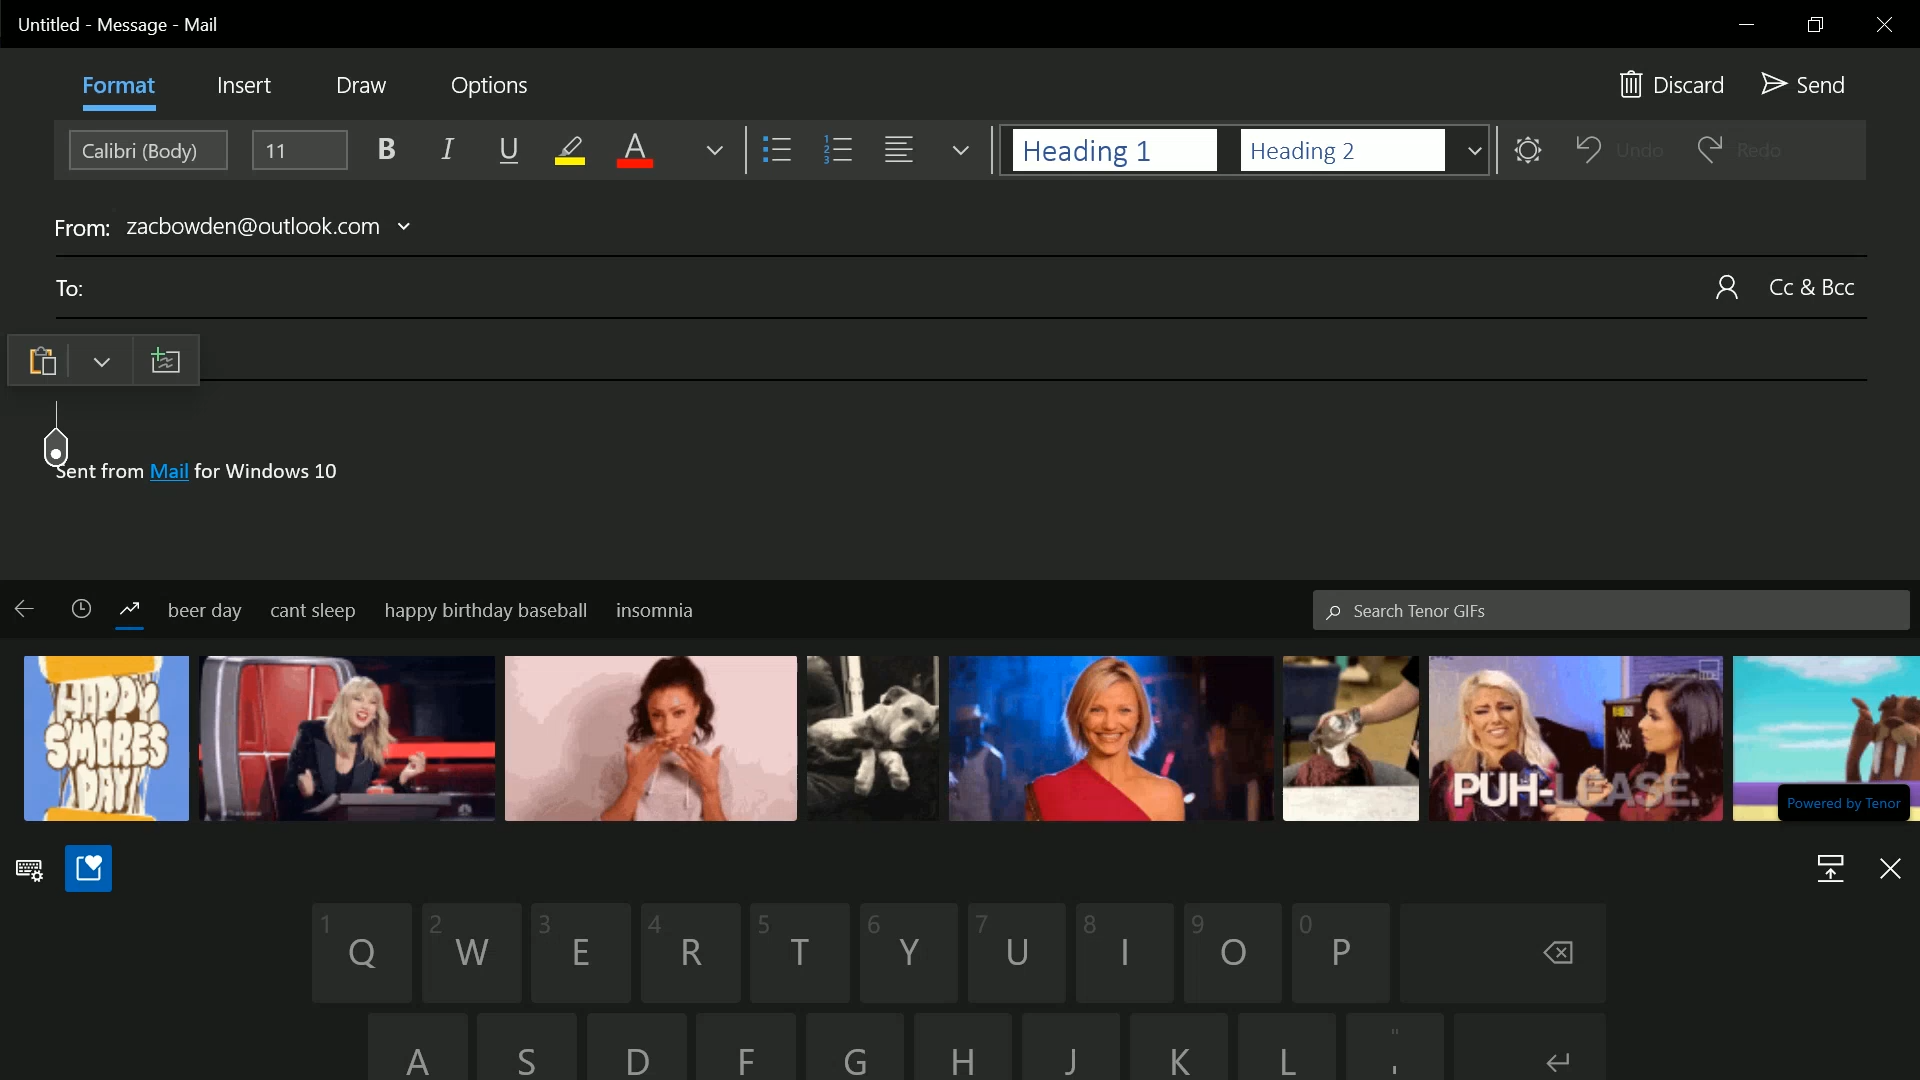 Untitled - Message - Mail
Format Insert Draw Options Discard Send
Calibri (Body) 11 B I U A Heading 1 Heading 2 Undo Redo
From: zacbowden@outlook.com
To: Cc & Bcc
Sent from Mail for Windows 10
beer day cant sleep happy birthday baseball insomnia Search Tenor GIFs
HAPPY
S'MORES
DAY!
PUH-LEASE.
Powered by Tenor
1 2 3 4 5 6 7 8 9 0
Q W E R T Y U I O P
"
A S D F G H J K L '